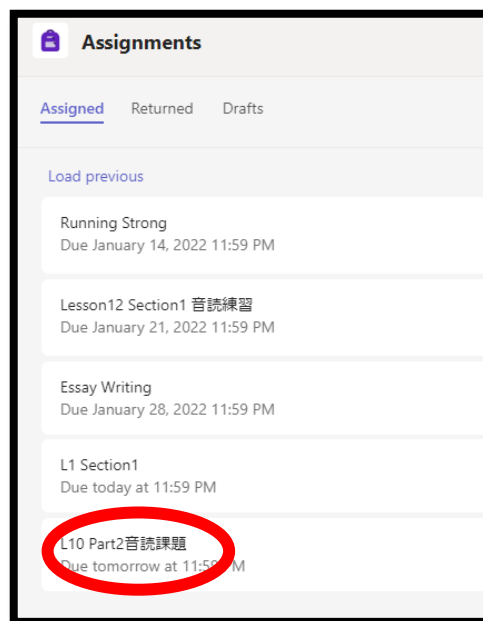 Assignments
Assigned Returned Drafts
Load previous
Running Strong
Due January 14, 2022 11:59 PM
Lesson12 Section1 音読練習
Due January 21, 2022 11:59 PM
Essay Writing
Due January 28, 2022 11:59 PM
L1 Section1
Due today at 11:59 PM
L10 Part2音読課題
Due tomorrow at 11:59 PM